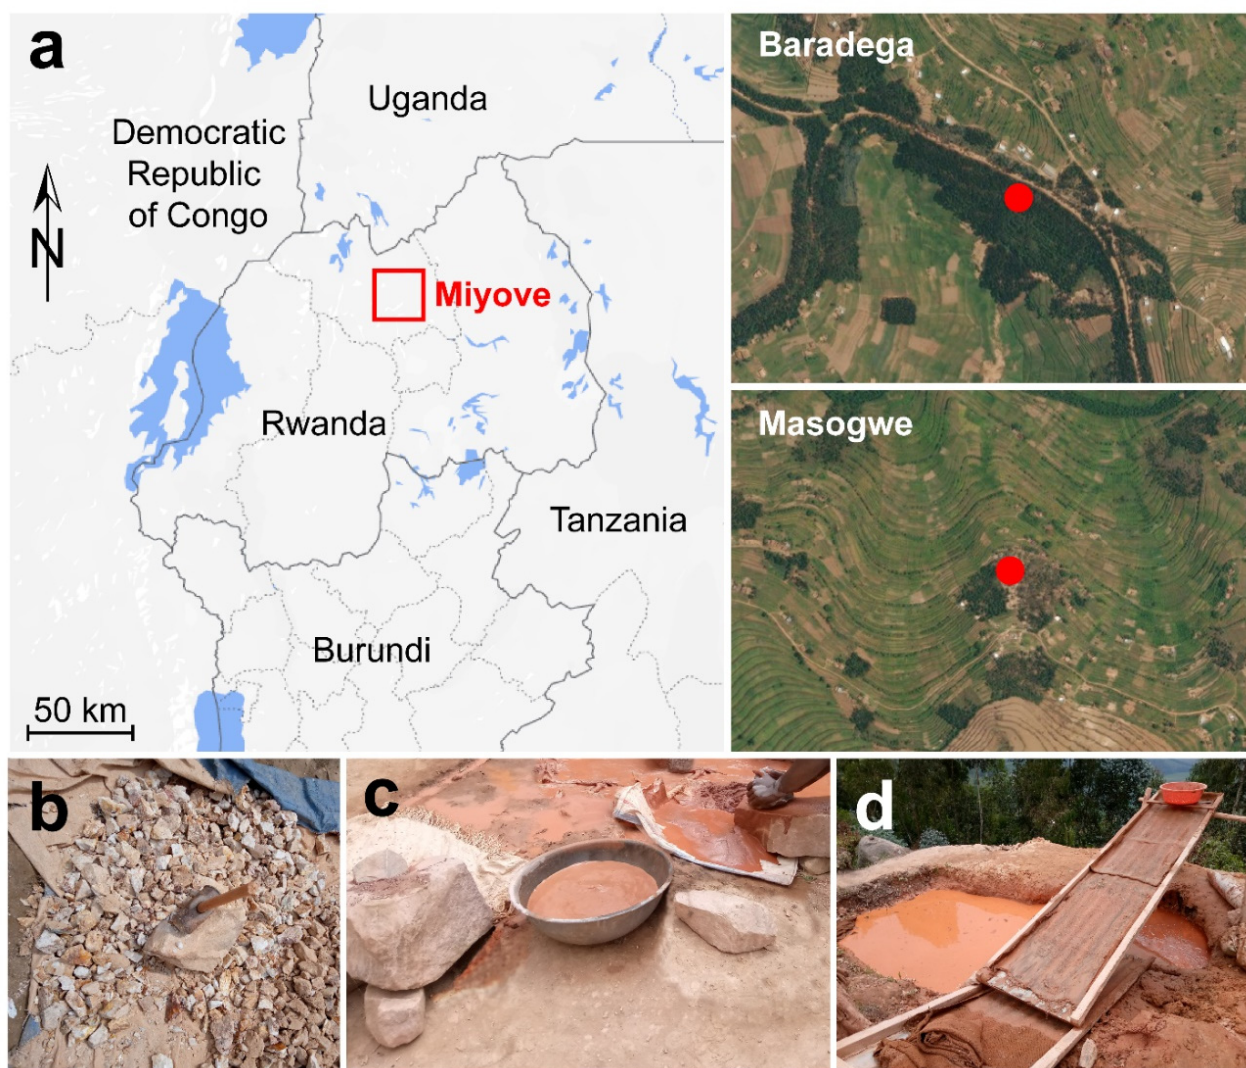 a
Uganda
Democratic
Republic
of Congo
N
Miyove
Rwanda
Tanzania
Burundi
50 km
Baradega
Masogwe
b
c
d